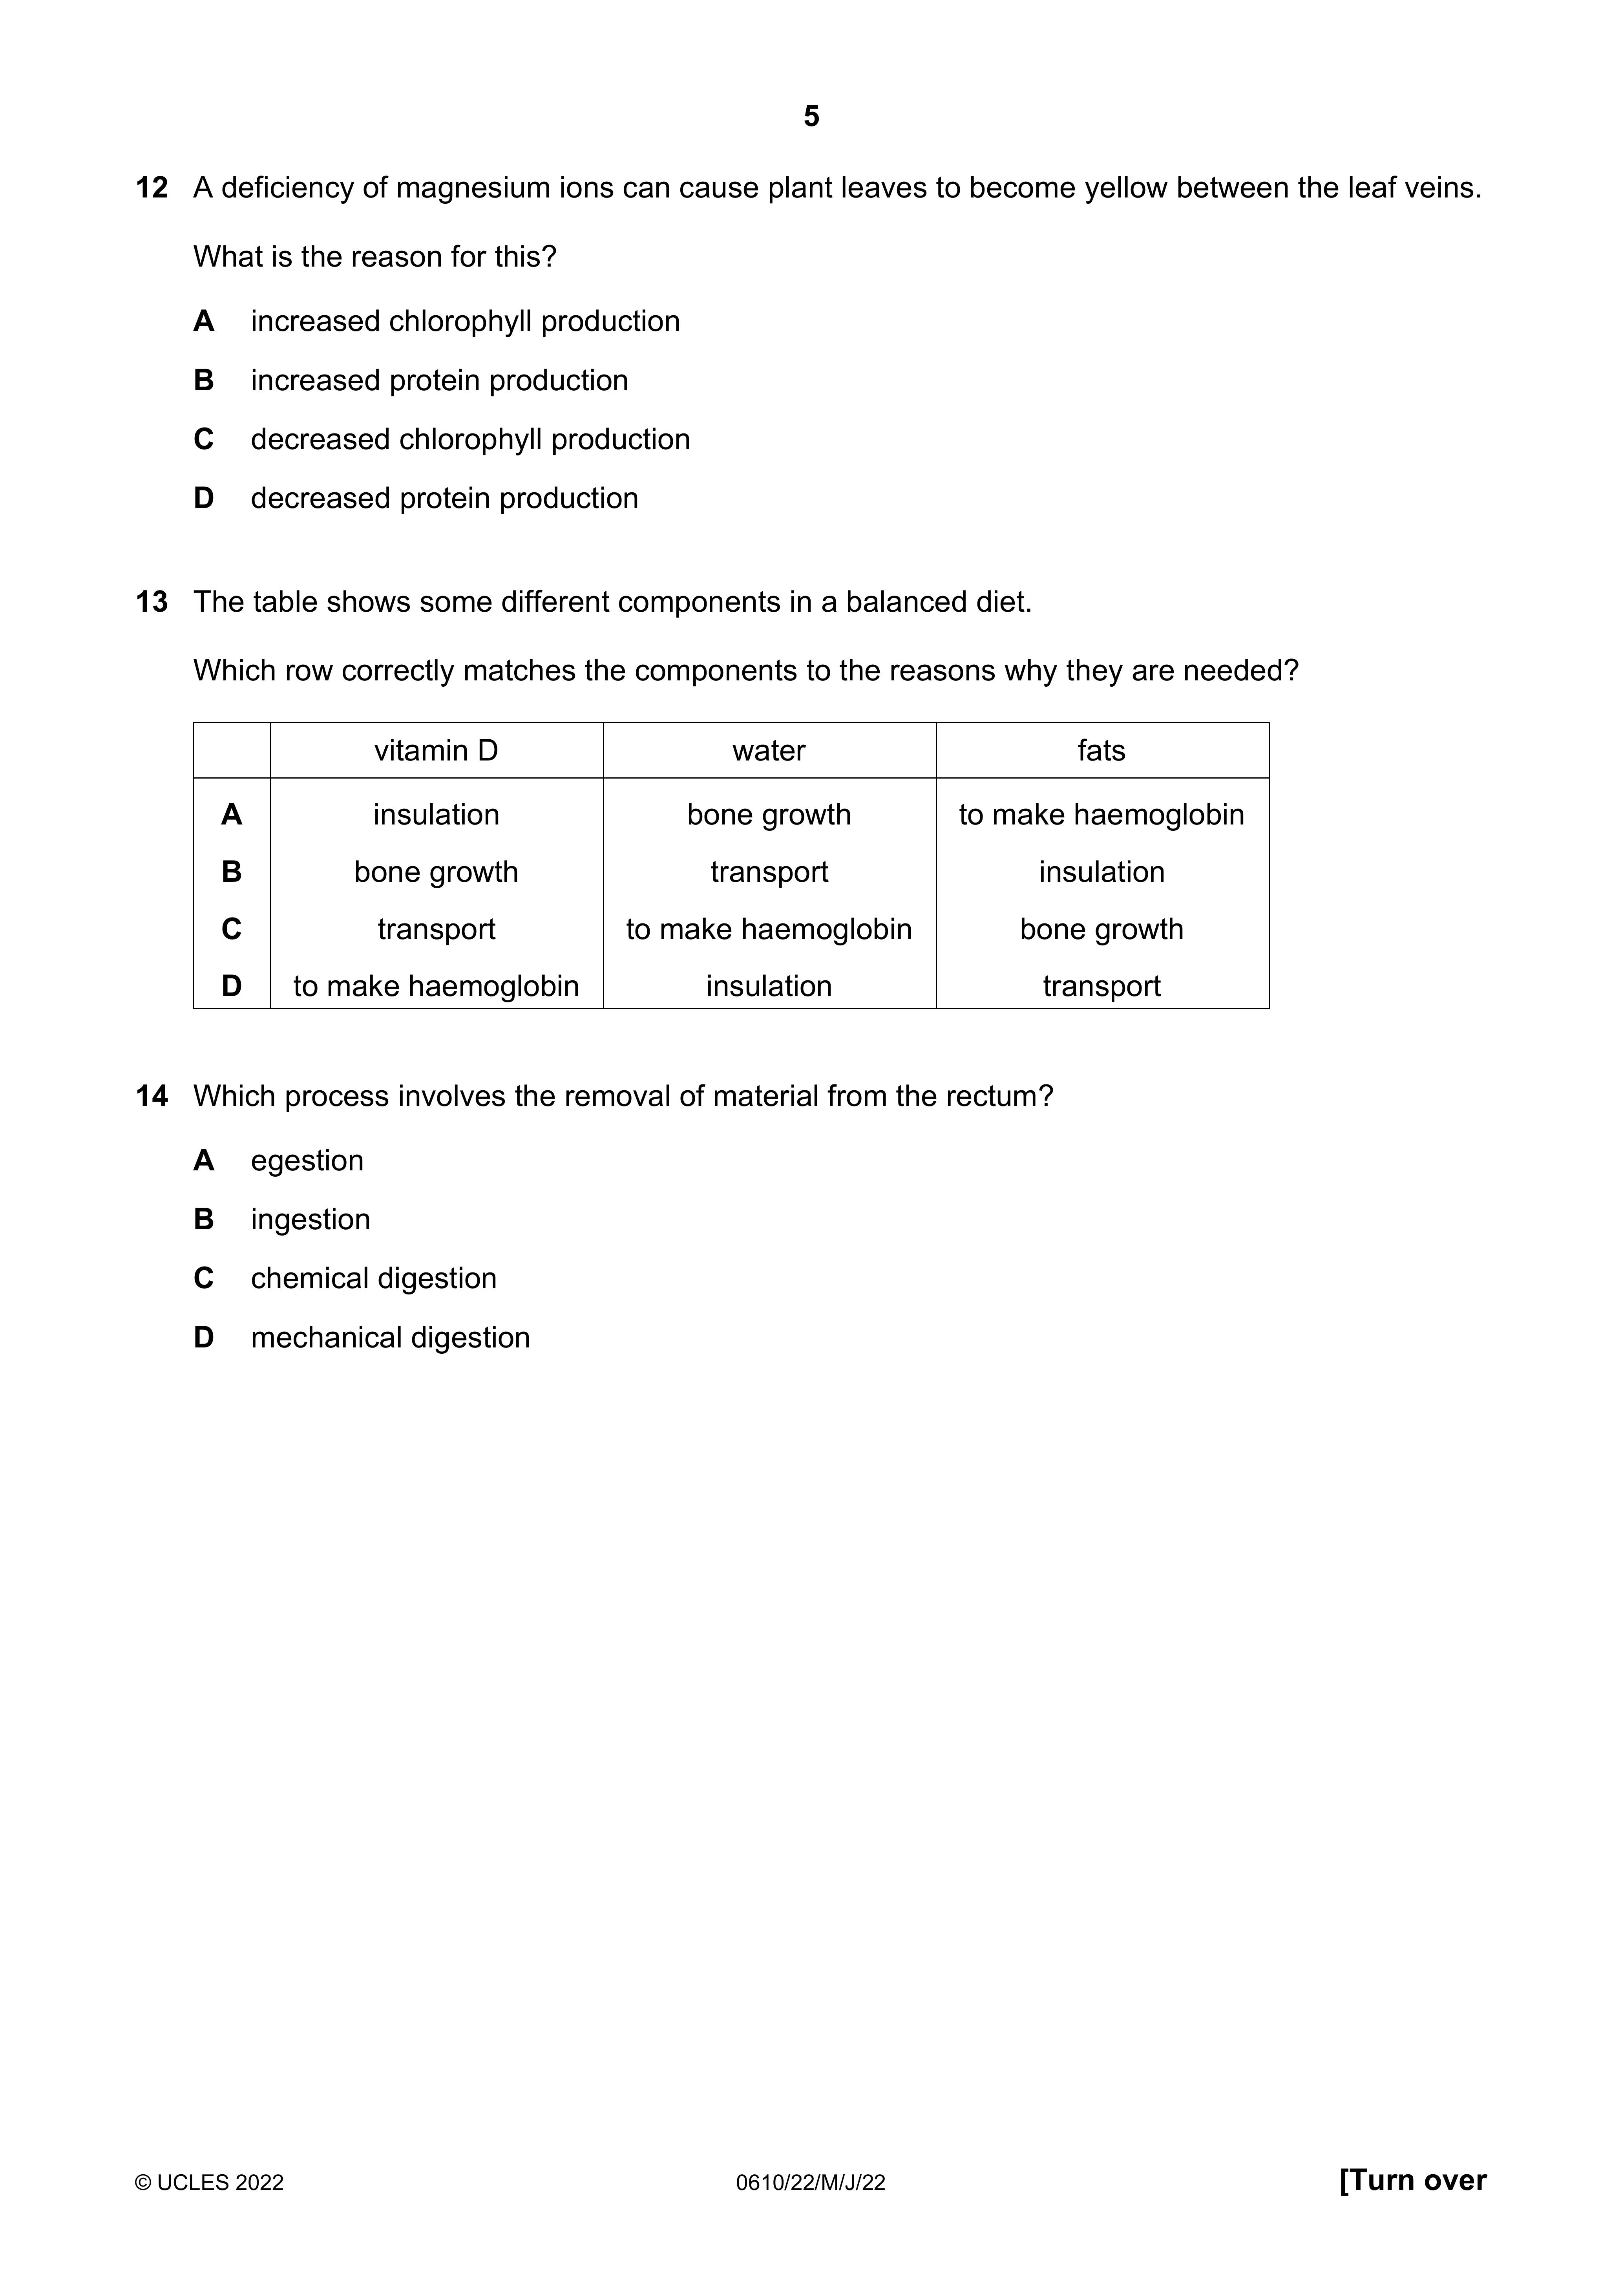 5
12 A deficiency of magnesium ions can cause plant leaves to become yellow between the leaf veins.
What is the reason for this?
A increased chlorophyll production
B increased protein production
C decreased chlorophyll production
D decreased protein production
13 The table shows some different components in a balanced diet.
Which row correctly matches the components to the reasons why they are needed?
vitamin D water fats
A insulation bone growth to make haemoglobin
B bone growth transport insulation
C transport to make haemoglobin bone growth
D to make haemoglobin insulation transport
14 Which process involves the removal of material from the rectum?
A egestion
B ingestion
C chemical digestion
D mechanical digestion
© UCLES 2022 0610/22/M/J/22 [Turn over